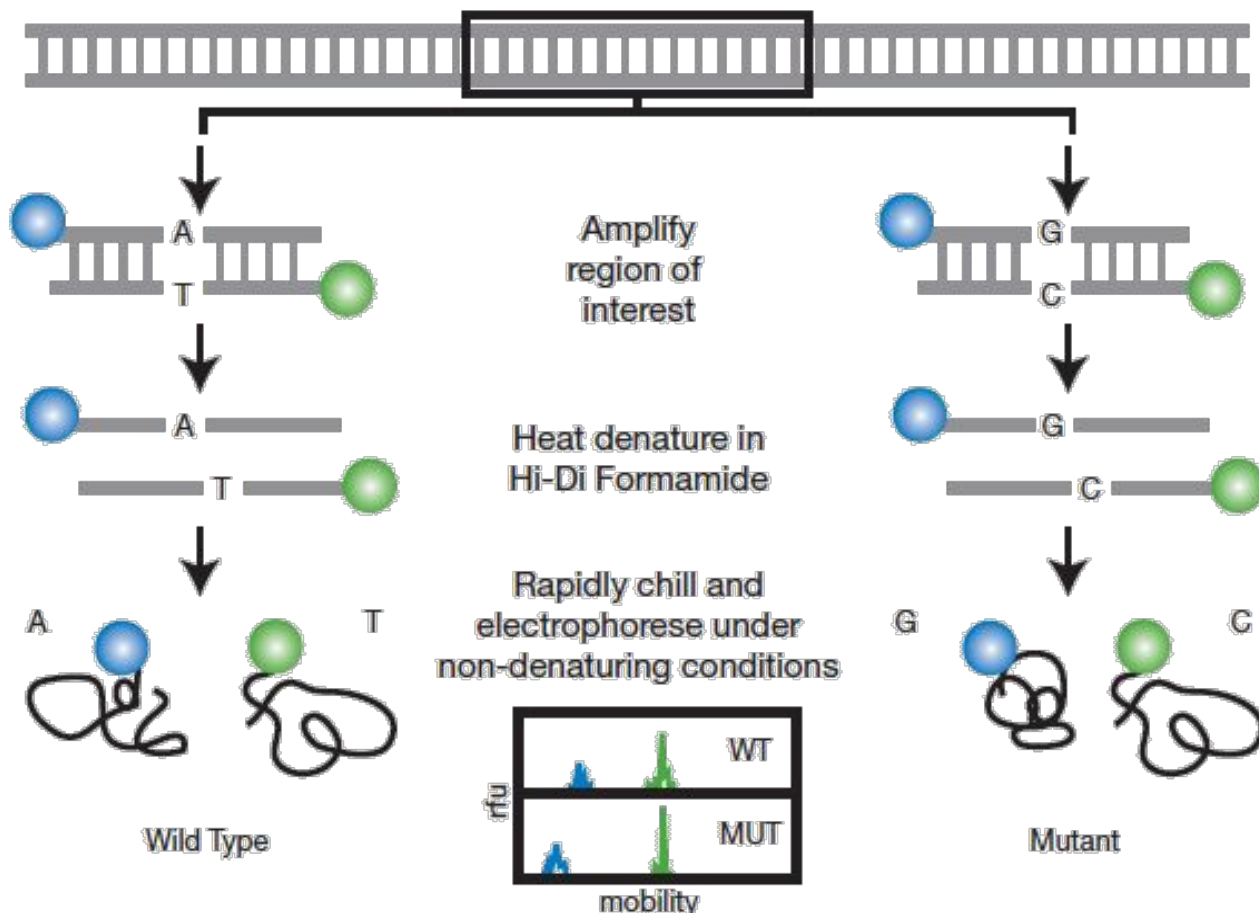 A
T
G
C
Amplify
region of
interest
A
T
G
C
Heat denature in
Hi-Di Formamide
Rapidly chill and
electrophorese under
non-denaturing conditions
A
T
G
C
WT
MUT
rfu
mobility
Wild Type
Mutant